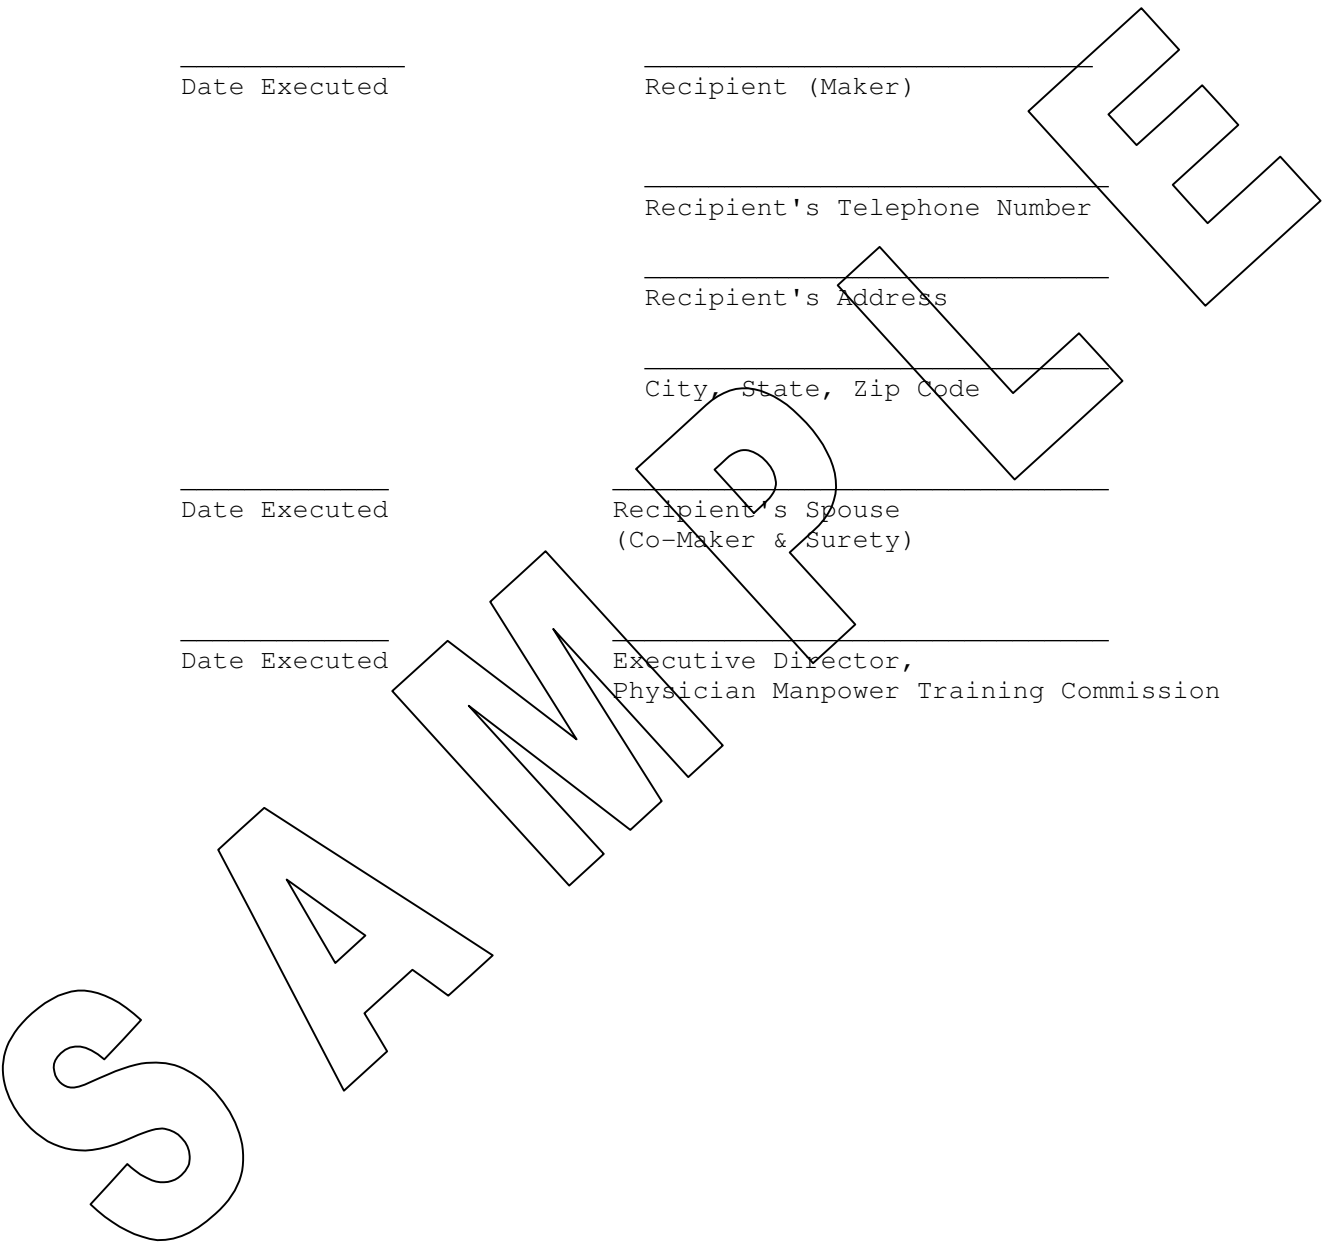 Date Executed Recipient (Maker)
Recipient's Telephone Number
Recipient's Address
City, State, Zip Code
Date Executed Recipient's Spouse
(Co-Maker & Surety)
Date Executed Executive Director,
Physician Manpower Training Commission
SAMPLE